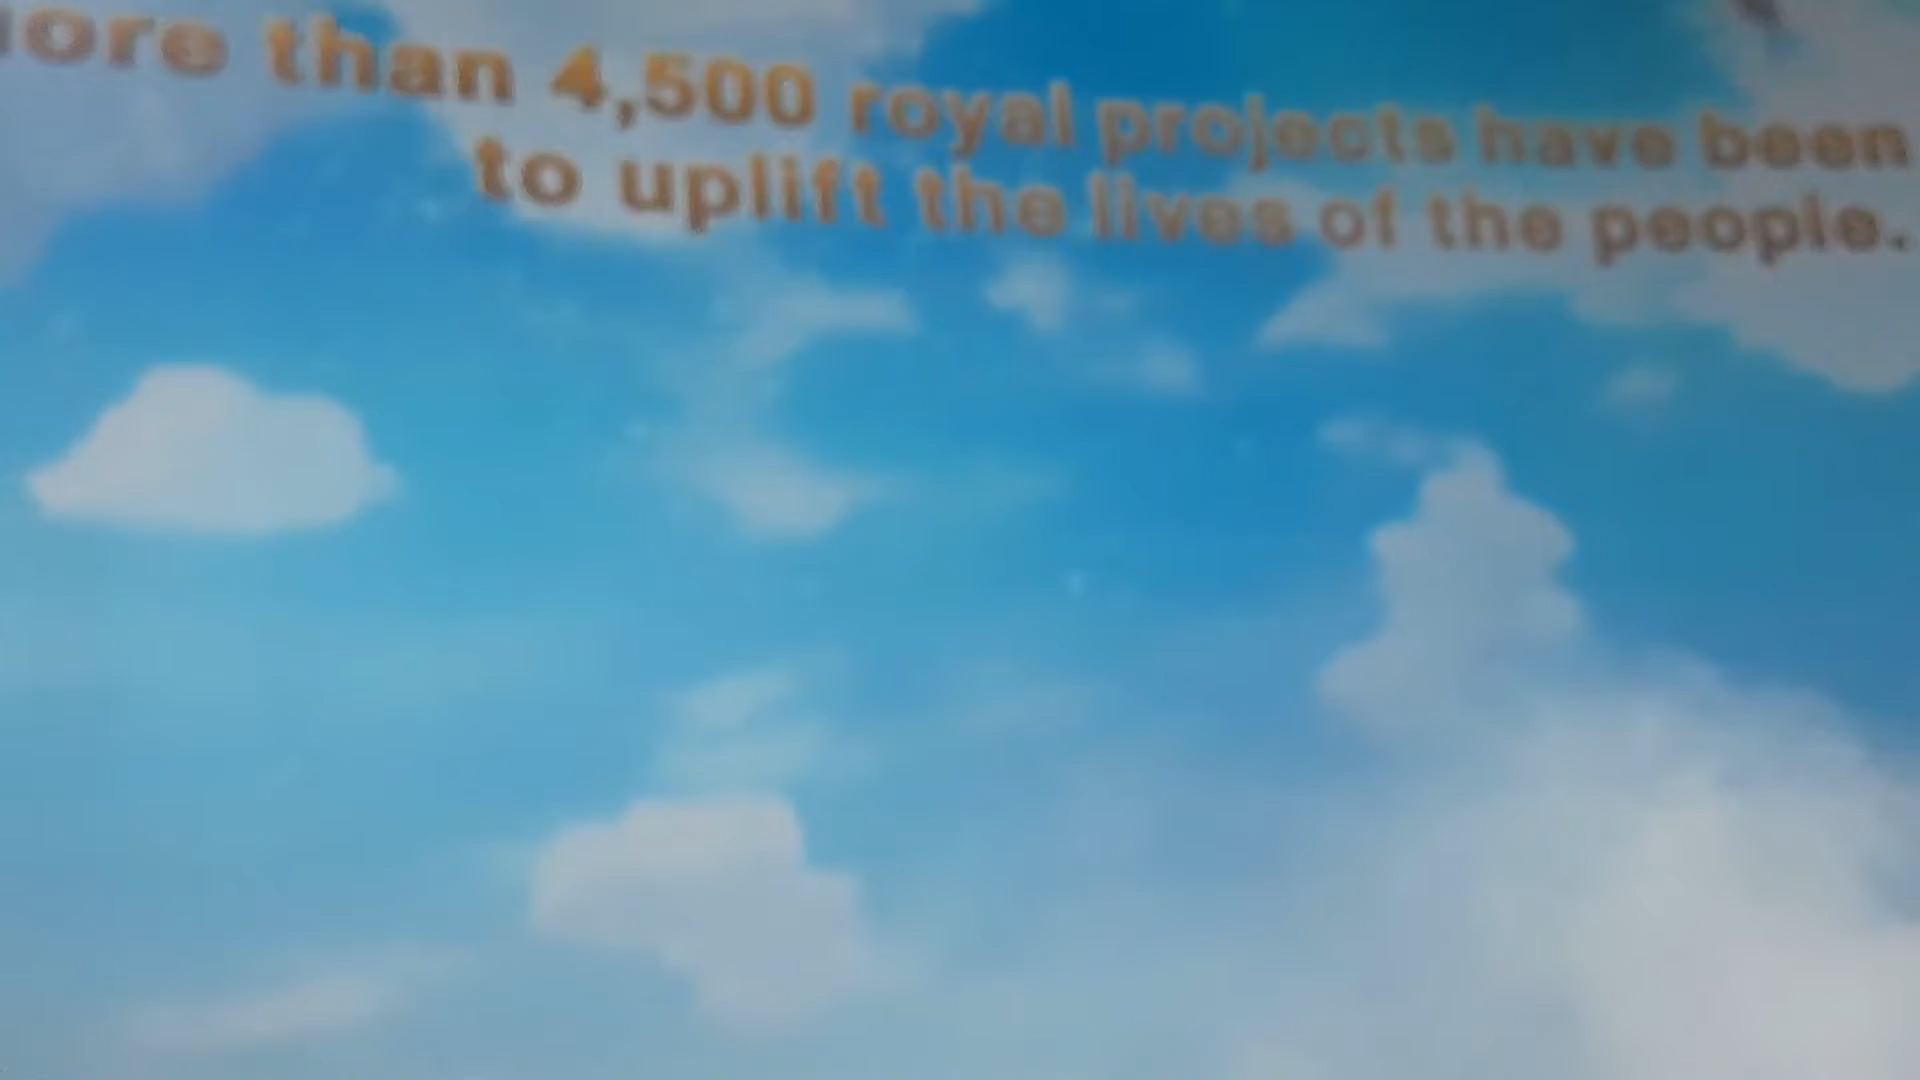 ore than 4,500 royal projects have been
to uplift the lives of the people.